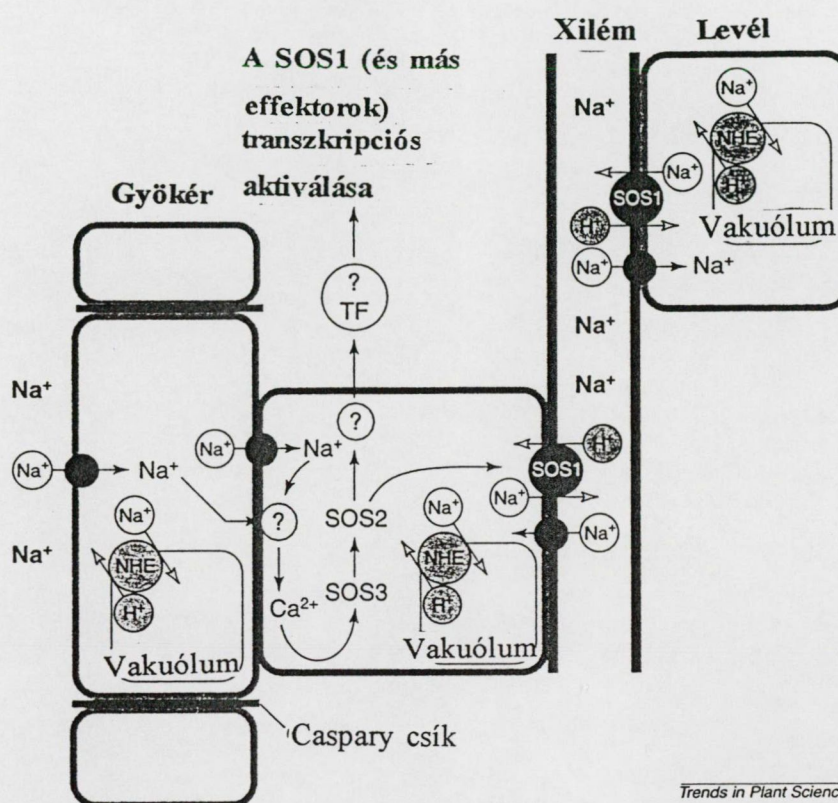 Xilém
Levél
A SOS1 (és más
effektorok)
transzkripciós
aktiválása
Gyökér
Na⁺
Na⁺
NHE
H⁺
Vakuólum
Na⁺
SOS1
H⁺
Na⁺
Na⁺
?
TF
Na⁺
Na⁺
Na⁺
Na⁺
Na⁺
Na⁺
Na⁺
?
H⁺
SOS1
Na⁺
Na⁺
Na⁺
?
SOS2
Na⁺
NHE
H⁺
Vakuólum
Na⁺
Na⁺
NHE
H⁺
Vakuólum
Ca²⁺
SOS3
Caspary csík
Trends in Plant Science